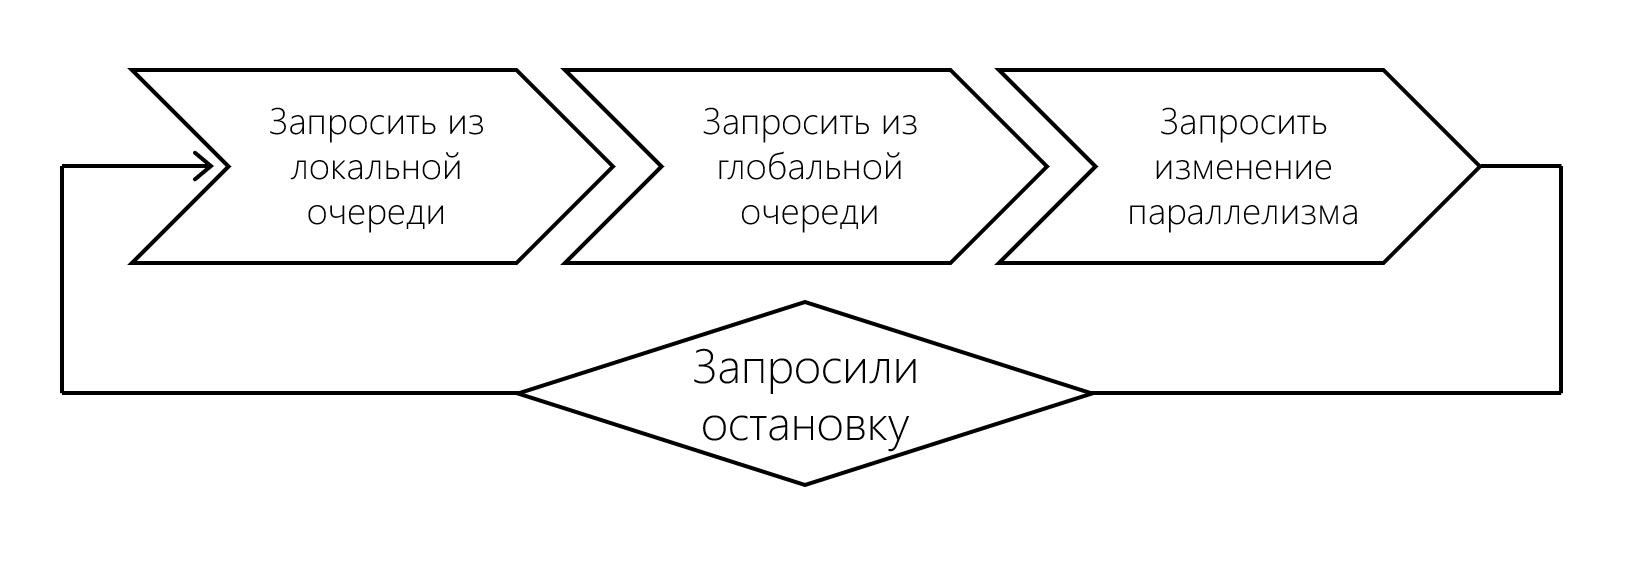 Запросить из
локальной
очереди
Запросить из
глобальной
очереди
Запросить
изменение
параллелизма
Запросили
остановку